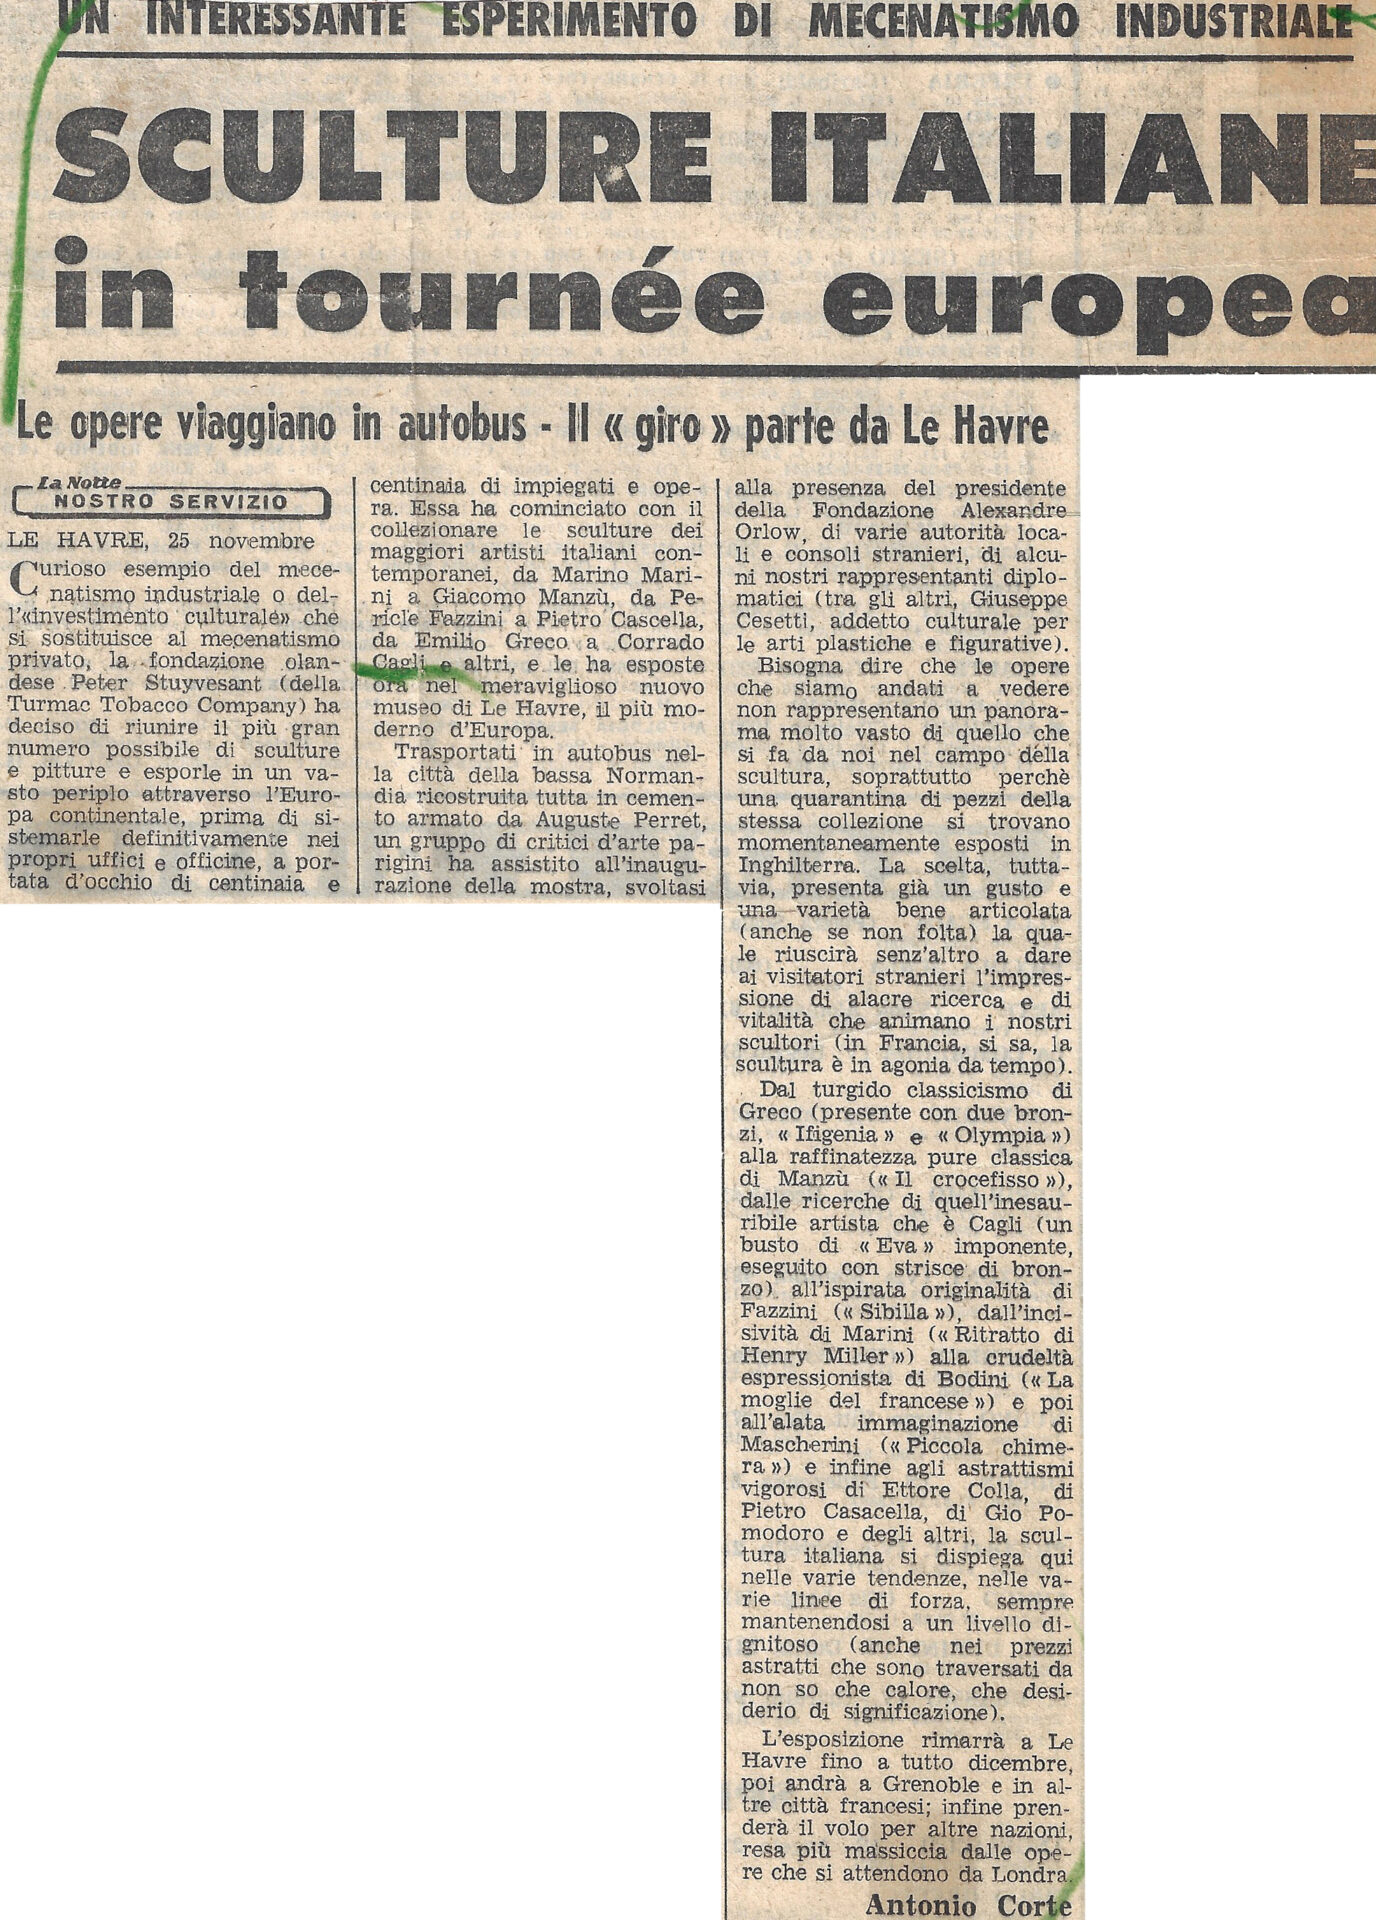 UN INTERESSANTE ESPERIMENTO DI MECENATISMO INDUSTRIALE
SCULTURE ITALIANE
in tournée europea
Le opere viaggiano in autobus - Il « giro » parte da Le Havre
La Notte
NOSTRO SERVIZIO
LE HAVRE, 25 novembre
Curioso esempio del mece-
natismo industriale o del-
l'«investimento culturale» che
si sostituisce al mecenatismo
privato, la fondazione olan-
dese Peter Stuyvesant (della
Turmac Tobacco Company) ha
deciso di riunire il più gran
numero possibile di sculture
e pitture e esporle in un va-
sto periplo attraverso l'Euro-
pa continentale, prima di si-
stemarle definitivamente nei
propri uffici e officine, a por-
tata d'occhio di centinaia e
centinaia di impiegati e ope-
ra. Essa ha cominciato con il
collezionare le sculture dei
maggiori artisti italiani con-
temporanei, da Marino Mari-
ni a Giacomo Manzù, da Pe-
ricle Fazzini a Pietro Cascella,
da Emilio Greco a Corrado
Cagli e altri, e le ha esposte
ora nel meraviglioso nuovo
museo di Le Havre, il più mo-
derno d'Europa.
Trasportati in autobus nel-
la città della bassa Norman-
dia ricostruita tutta in cemen-
to armato da Auguste Perret,
un gruppo di critici d'arte pa-
rigini ha assistito all'inaugu-
razione della mostra, svoltasi
alla presenza del presidente
della Fondazione Alexandre
Orlow, di varie autorità loca-
li e consoli stranieri, di alcu-
ni nostri rappresentanti diplo-
matici (tra gli altri, Giuseppe
Cesetti, addetto culturale per
le arti plastiche e figurative).
Bisogna dire che le opere
che siamo andati a vedere
non rappresentano un panora-
ma molto vasto di quello che
si fa da noi nel campo della
scultura, soprattutto perchè
una quarantina di pezzi della
stessa collezione si trovano
momentaneamente esposti in
Inghilterra. La scelta, tutta-
via, presenta già un gusto e
una varietà bene articolata
(anche se non folta) la qua-
le riuscirà senz'altro a dare
ai visitatori stranieri l'impres-
sione di alacre ricerca e di
vitalità che animano i nostri
scultori (in Francia, si sa, la
scultura è in agonia da tempo).
Dal turgido classicismo di
Greco (presente con due bron-
zi, « Ifigenia » e « Olympia »)
alla raffinatezza pure classica
di Manzù (« Il crocefisso »),
dalle ricerche di quell'inesau-
ribile artista che è Cagli (un
busto di « Eva » imponente,
eseguito con strisce di bron-
zo) all'ispirata originalità di
Fazzini (« Sibilla »), dall'inci-
sività di Marini (« Ritratto di
Henry Miller ») alla crudeltà
espressionista di Bodini (« La
moglie del francese ») e poi
all'alata immaginazione di
Mascherini (« Piccola chime-
ra ») e infine agli astrattismi
vigorosi di Ettore Colla, di
Pietro Casacella, di Gio Po-
modoro e degli altri, la scul-
tura italiana si dispiega qui
nelle varie tendenze, nelle va-
rie linee di forza, sempre
mantenendosi a un livello di-
gnitoso (anche nei prezzi
astratti che sono traversati da
non so che calore, che desi-
derio di significazione).
L'esposizione rimarrà a Le
Havre fino a tutto dicembre,
poi andrà a Grenoble e in al-
tre città francesi; infine pren-
derà il volo per altre nazioni,
resa più massiccia dalle ope-
re che si attendono da Londra.
Antonio Corte